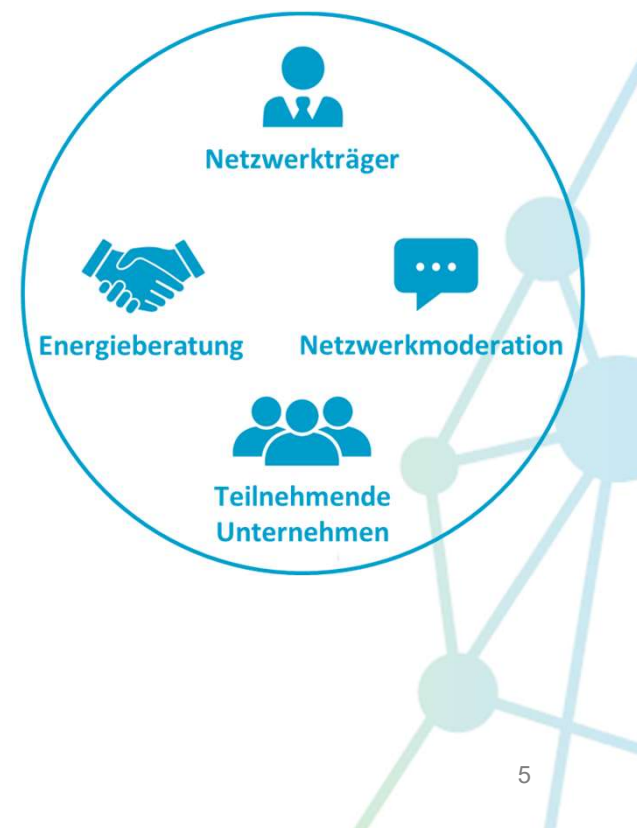 Netzwerkträger
Energieberatung
Netzwerkmoderation
Teilnehmende
Unternehmen
5